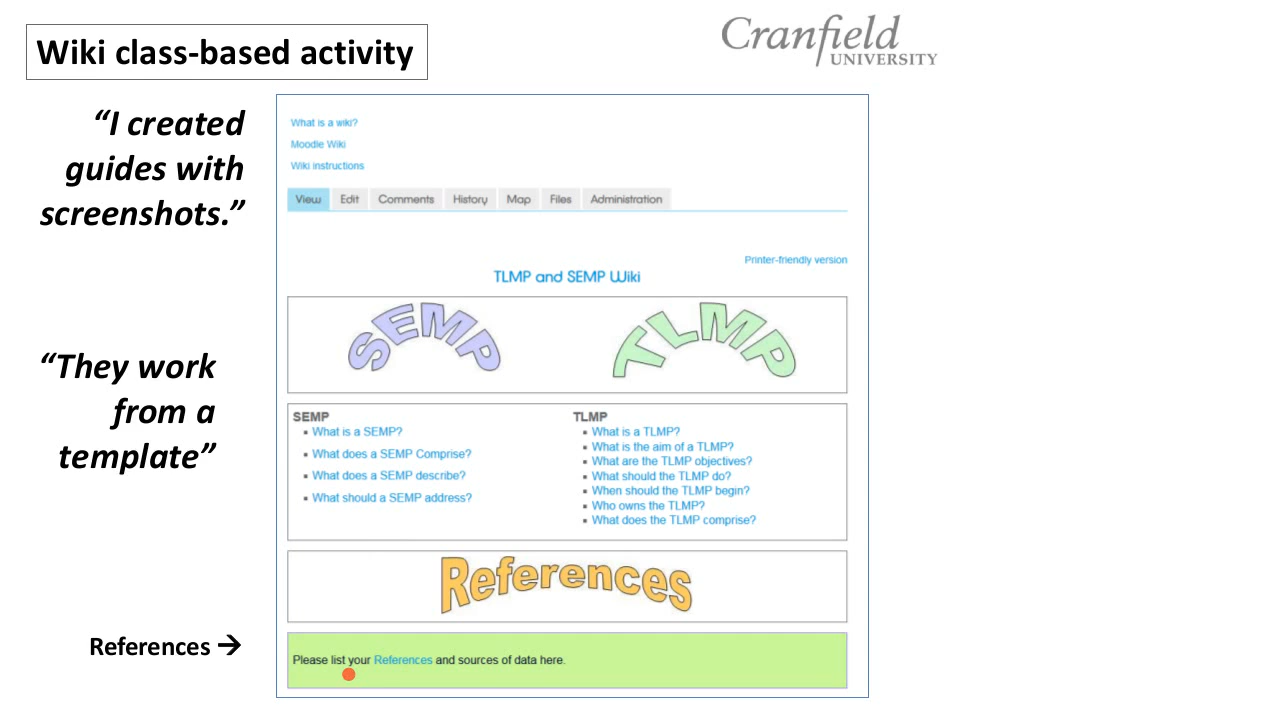 Wiki class-based activity
Cranfield
UNIVERSITY
“I created
guides with
screenshots.”
“They work
from a
template”
References →
What is a wiki?
Moodle Wiki
Wiki instructions
View Edit Comments History Map Files Administration
Printer-friendly version
TLMP and SEMP Wiki
SEMP TLMP
SEMP
▪ What is a SEMP?
▪ What does a SEMP Comprise?
▪ What does a SEMP describe?
▪ What should a SEMP address?
TLMP
▪ What is a TLMP?
▪ What is the aim of a TLMP?
▪ What are the TLMP objectives?
▪ What should the TLMP do?
▪ When should the TLMP begin?
▪ Who owns the TLMP?
▪ What does the TLMP comprise?
References
Please list your References and sources of data here.